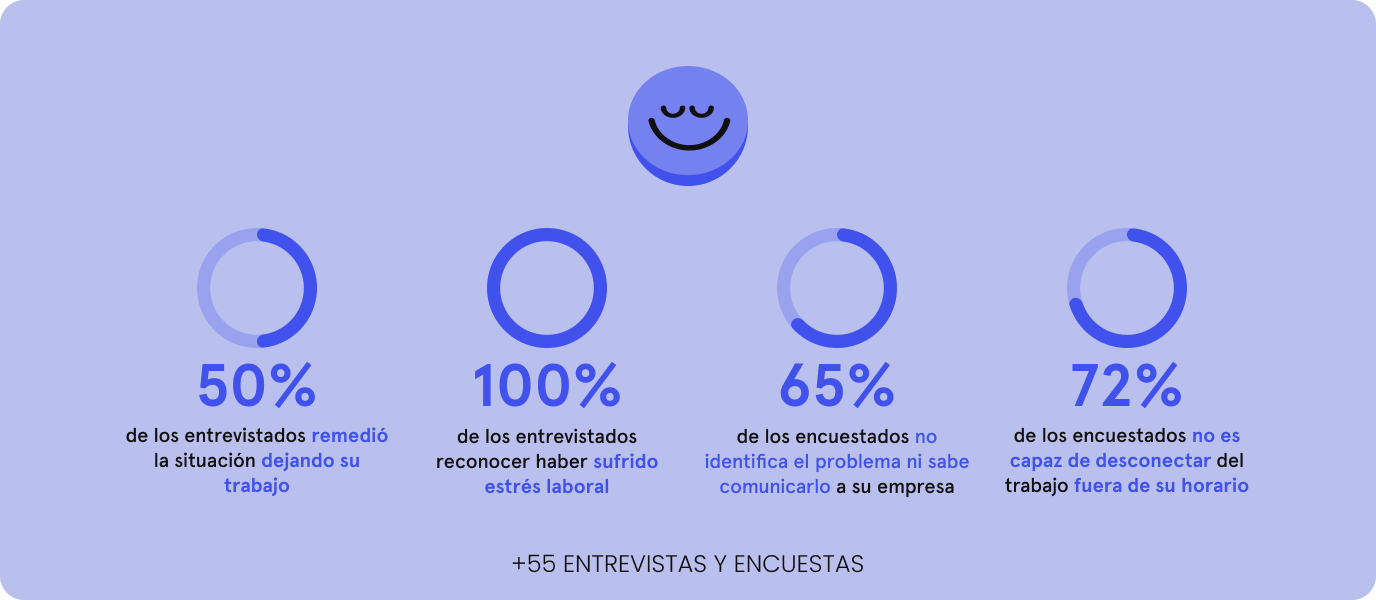 50%
de los entrevistados remedió
la situación dejando su
trabajo
100%
de los entrevistados
reconocer haber sufrido
estrés laboral
65%
de los encuestados no
identifica el problema ni sabe
comunicarlo a su empresa
72%
de los encuestados no es
capaz de desconectar del
trabajo fuera de su horario
+55 ENTREVISTAS Y ENCUESTAS